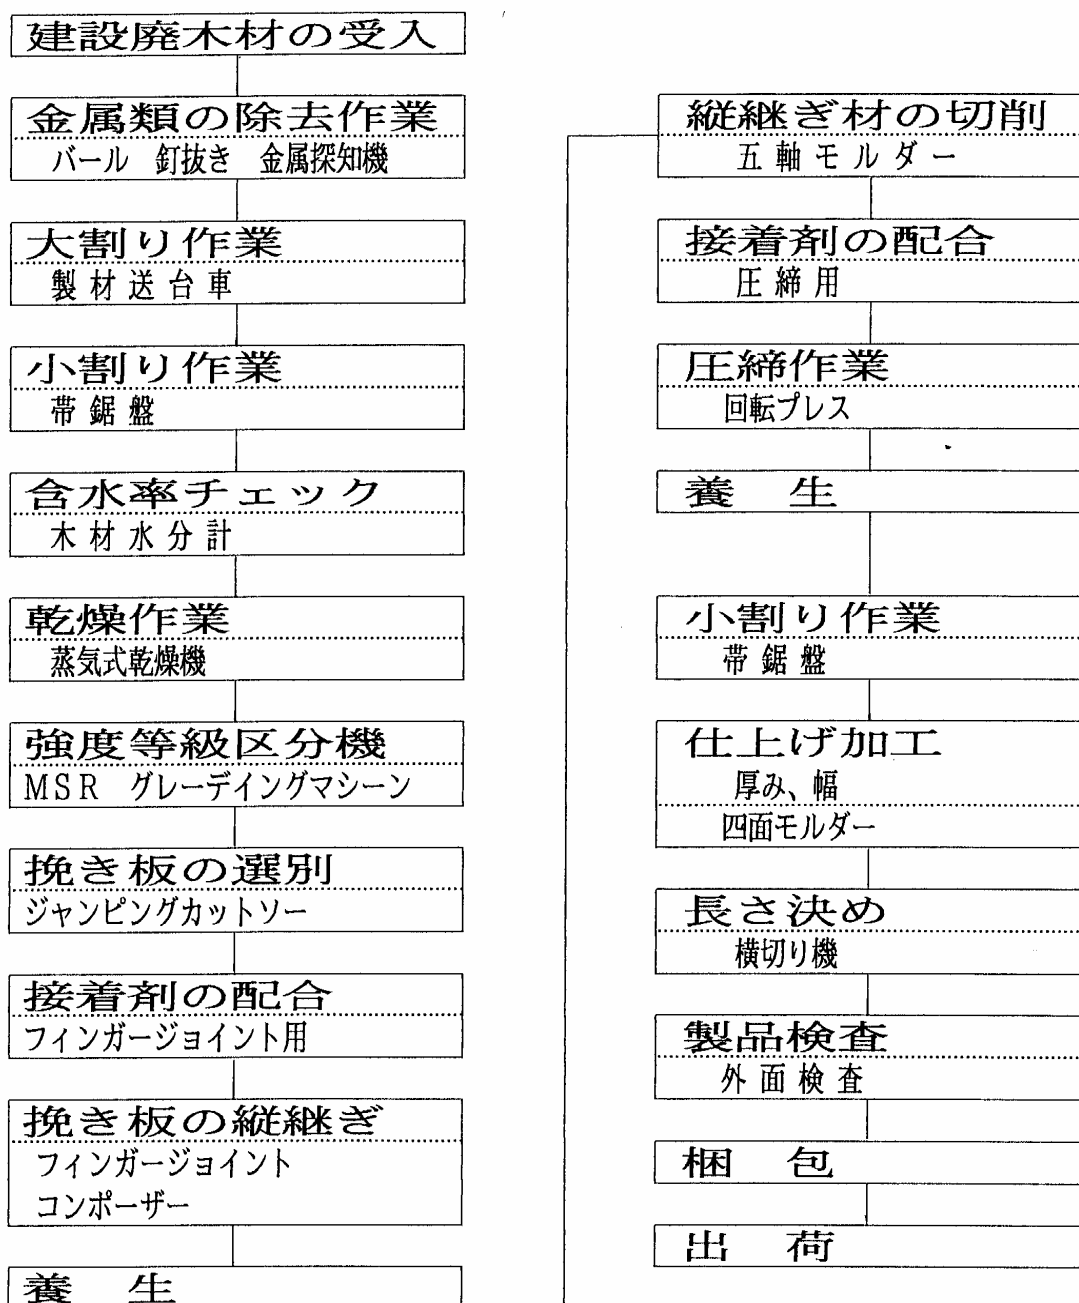 建設廃木材の受入
金属類の除去作業
バール 釘抜き 金属探知機
大割り作業
製材送台車
小割り作業
帯鋸盤
含水率チェック
木材水分計
乾燥作業
蒸気式乾燥機
強度等級区分機
MSR グレーデイングマシーン
挽き板の選別
ジャンピングカットソー
接着剤の配合
フィンガージョイント用
挽き板の縦継ぎ
フィンガージョイント
コンポーザー
養 生
縦継ぎ材の切削
五軸モルダー
接着剤の配合
圧締用
圧締作業
回転プレス
養 生
小割り作業
帯鋸盤
仕上げ加工
厚み、幅
四面モルダー
長さ決め
横切り機
製品検査
外面検査
梱 包
出 荷